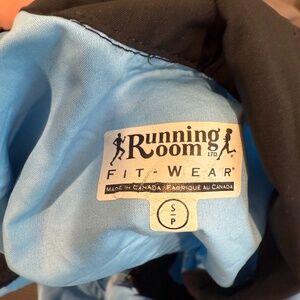 Running
Room LTD
FIT-WEAR®
MADE IN CANADA / FABRIQUÉ AU CANADA
S
P